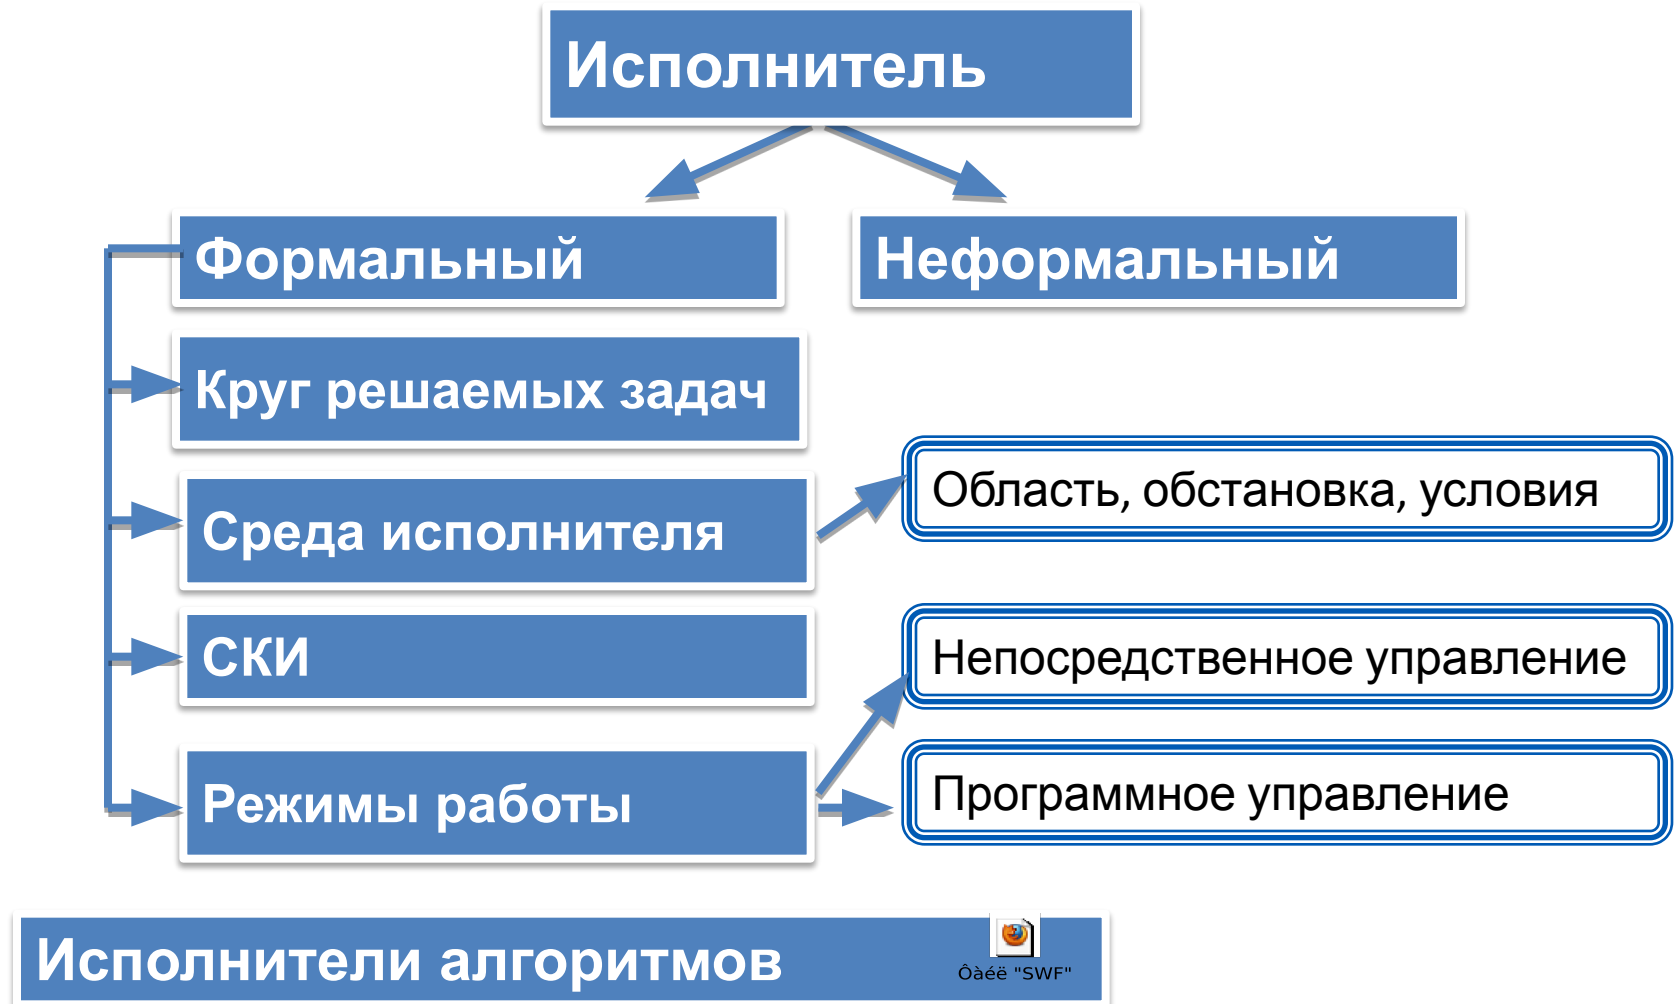 Исполнитель
Формальный
Неформальный
Круг решаемых задач
Среда исполнителя
Область, обстановка, условия
СКИ
Непосредственное управление
Режимы работы
Программное управление
Исполнители алгоритмов
Ôàéë "SWF"